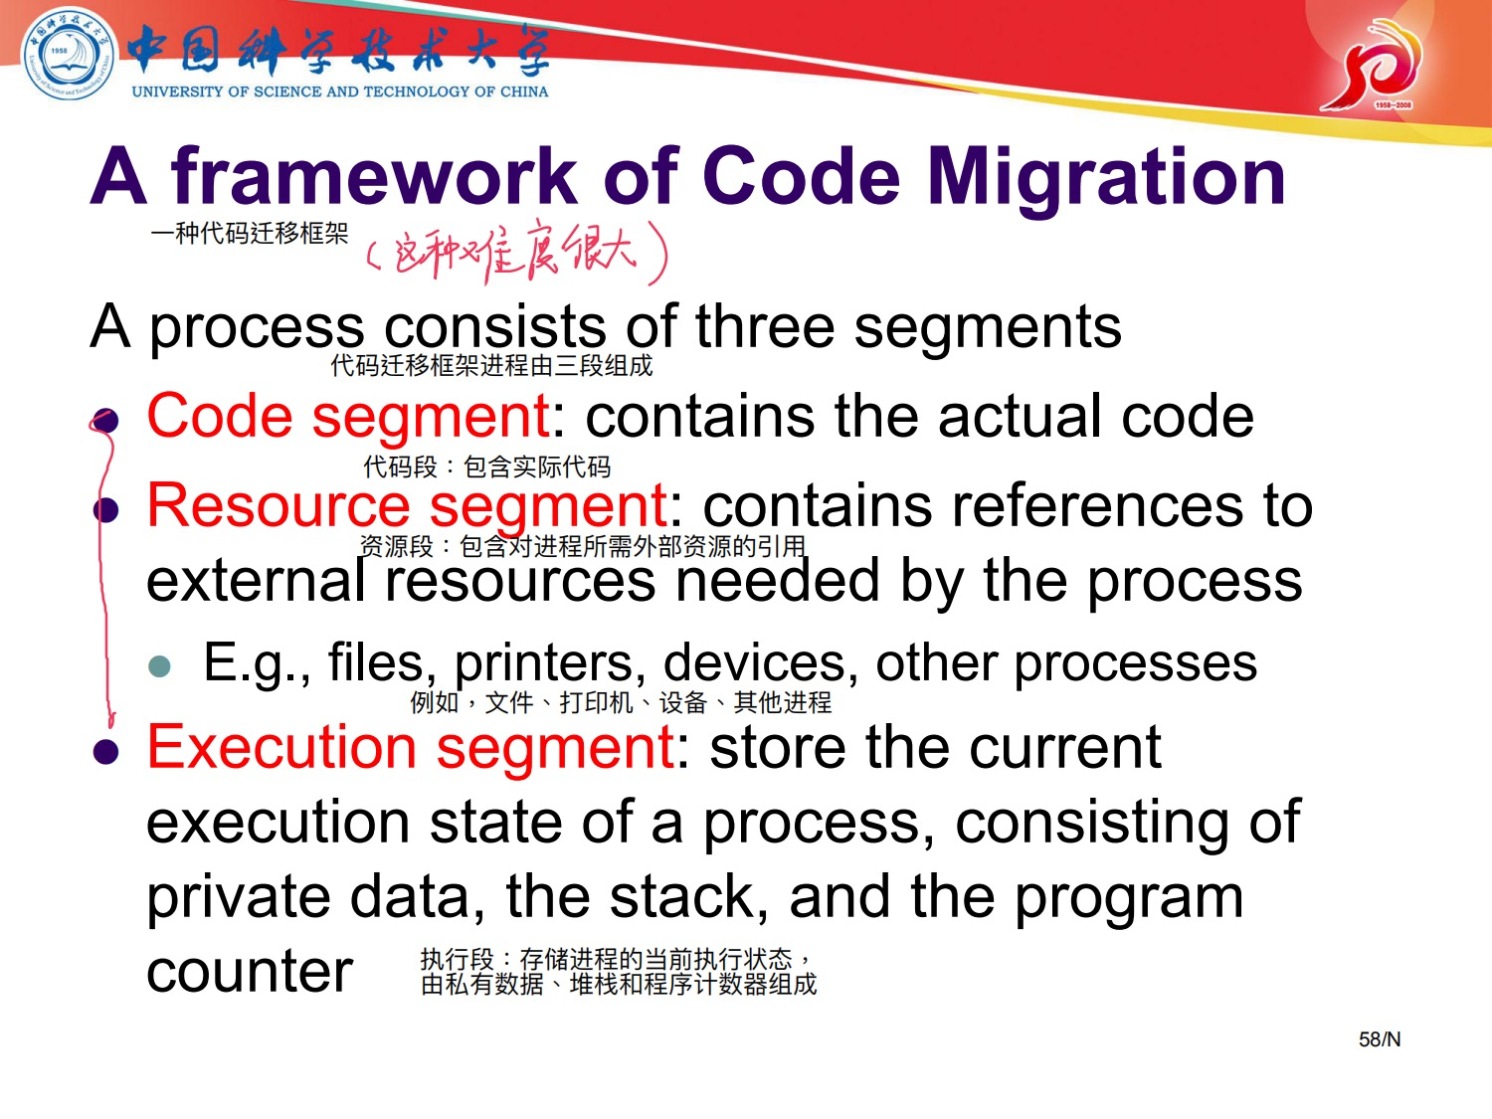 中国科学技术大学
UNIVERSITY OF SCIENCE AND TECHNOLOGY OF CHINA
1958
1958-2008
A framework of Code Migration
一种代码迁移框架
(这种难度很大)
A process consists of three segments
代码迁移框架进程由三段组成
Code segment: contains the actual code
代码段：包含实际代码
Resource segment: contains references to
资源段：包含对进程所需外部资源的引用
external resources needed by the process
E.g., files, printers, devices, other processes
例如，文件、打印机、设备、其他进程
Execution segment: store the current
execution state of a process, consisting of
private data, the stack, and the program
counter
执行段：存储进程的当前执行状态，
由私有数据、堆栈和程序计数器组成
58/N